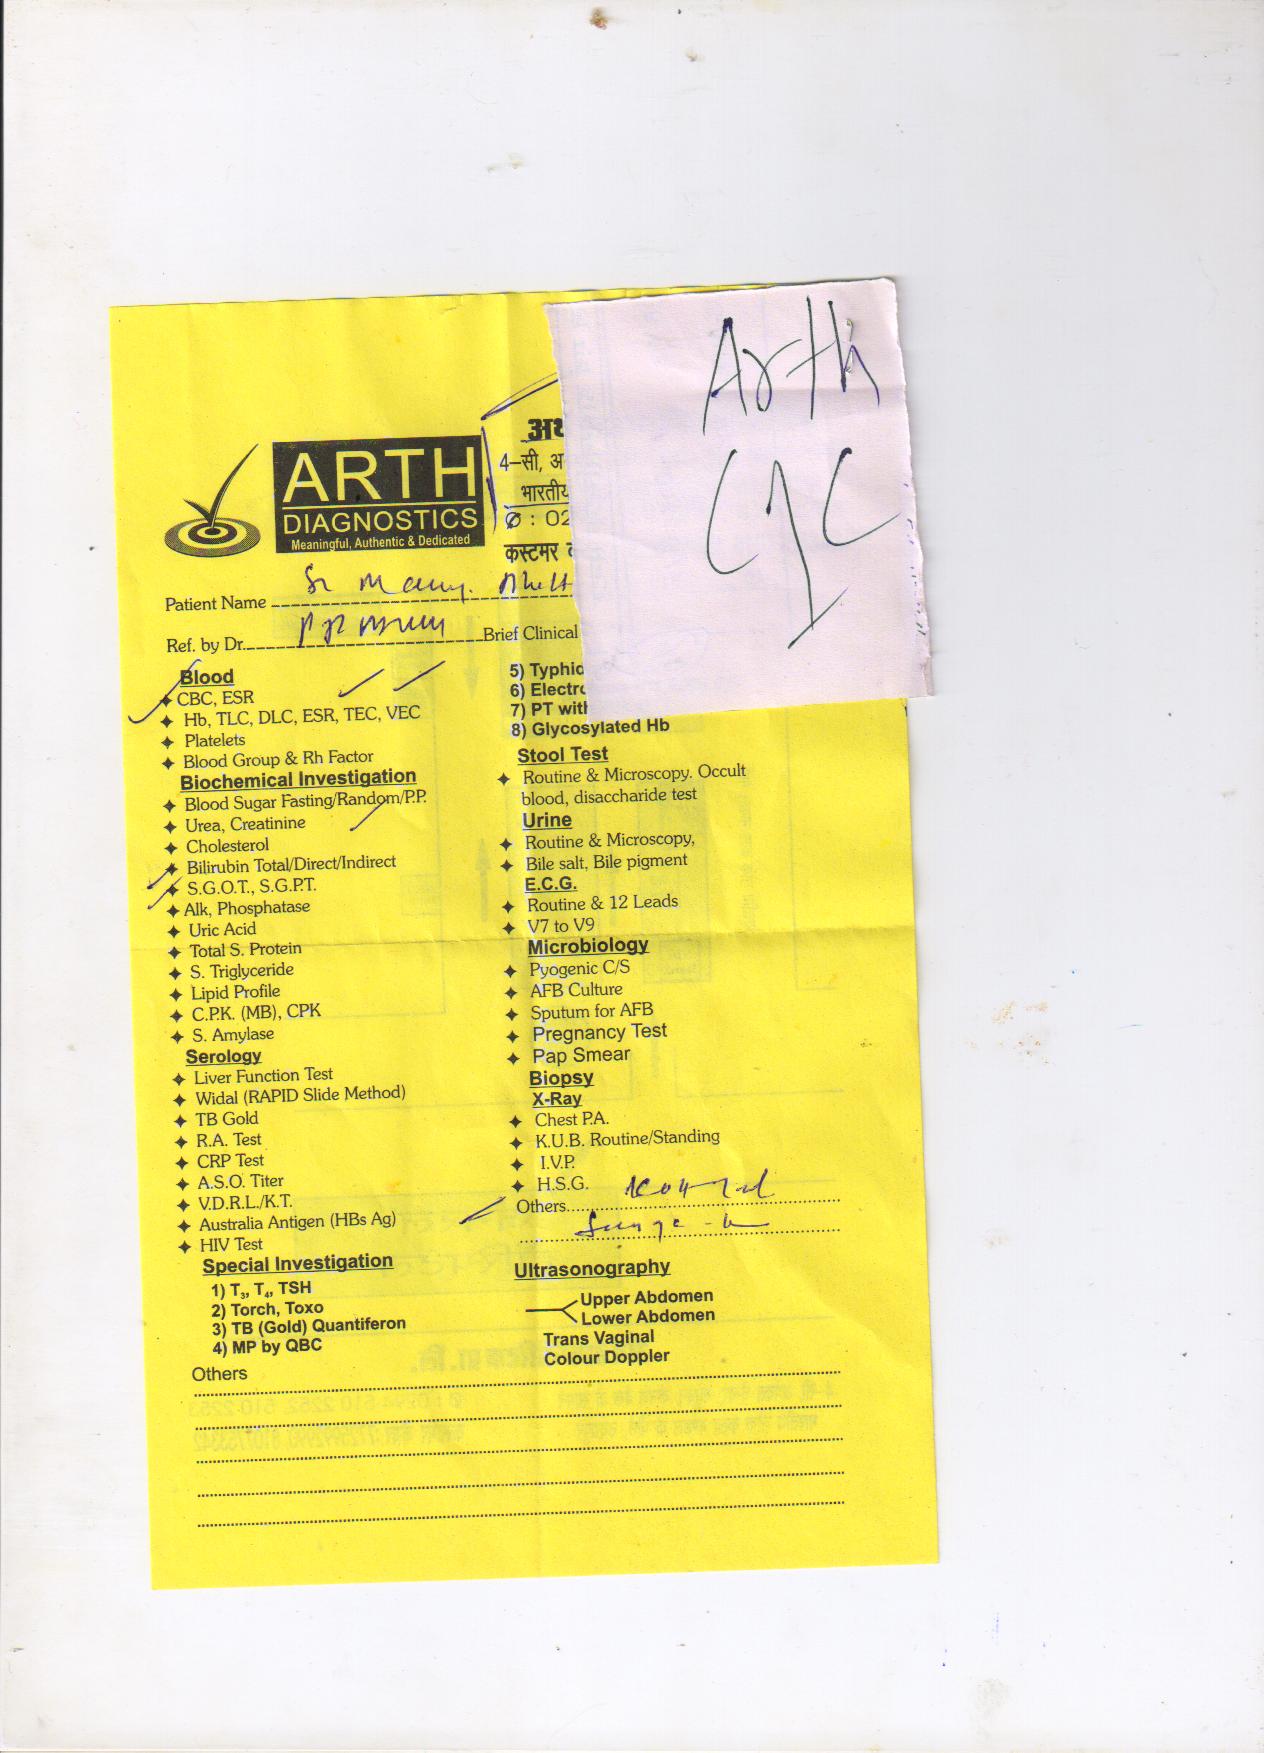 Arth
ARTH
DIAGNOSTICS
Meaningful, Authentic & Dedicated
4-सी, अ
भारतीय
: 02
कस्टमर
Patient Name
Ref. by Dr. Brief Clinical
Blood
CBC, ESR
Hb, TLC, DLC, ESR, TEC, VEC
Platelets
Blood Group & Rh Factor
Biochemical Investigation
Blood Sugar Fasting/Random/P.P.
Urea, Creatinine
Cholesterol
Bilirubin Total/Direct/Indirect
S.G.O.T., S.G.P.T.
Alk, Phosphatase
Uric Acid
Total S. Protein
S. Triglyceride
Lipid Profile
C.P.K. (MB), CPK
S. Amylase
Serology
Liver Function Test
Widal (RAPID Slide Method)
TB Gold
R.A. Test
CRP Test
A.S.O. Titer
V.D.R.L./K.T.
Australia Antigen (HBs Ag)
HIV Test
Special Investigation
1) T3, T4, TSH
2) Torch, Toxo
3) TB (Gold) Quantiferon
4) MP by QBC
Others
5) Typhid
6) Electro
7) PT with
8) Glycosylated Hb
Stool Test
Routine & Microscopy. Occult
blood, disaccharide test
Urine
Routine & Microscopy,
Bile salt, Bile pigment
E.C.G.
Routine & 12 Leads
V7 to V9
Microbiology
Pyogenic C/S
AFB Culture
Sputum for AFB
Pregnancy Test
Pap Smear
Biopsy
X-Ray
Chest P.A.
K.U.B. Routine/Standing
I.V.P.
H.S.G.
Others
Ultrasonography
Upper Abdomen
Lower Abdomen
Trans Vaginal
Colour Doppler